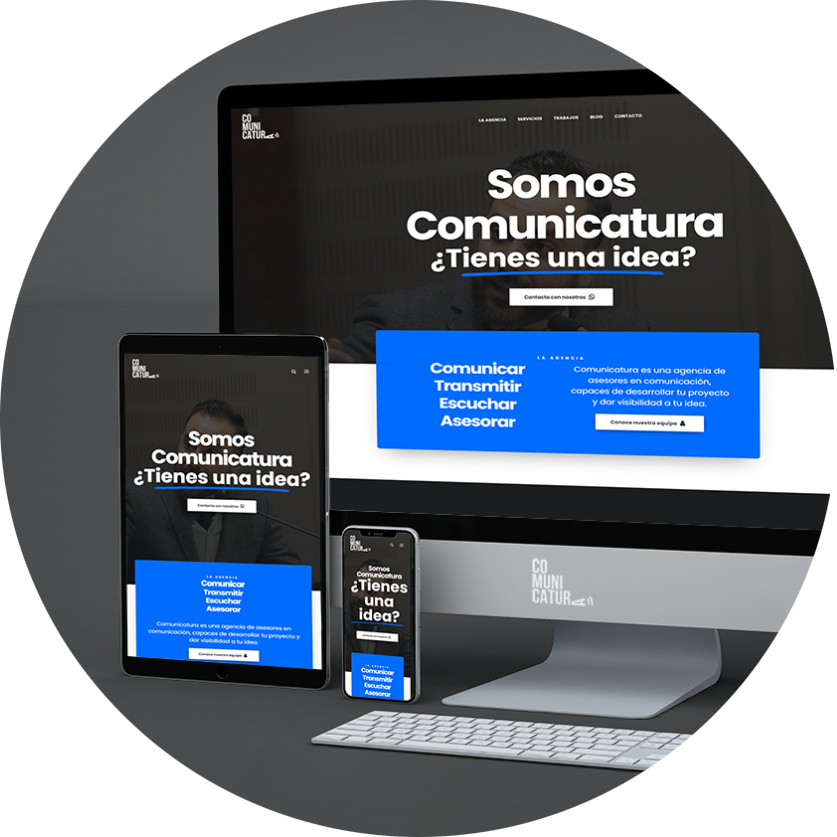 CO
MUNI
CATURA
LA AGENCIA SERVICIOS TRABAJOS BLOG CONTACTO
Somos
Comunicatura
¿Tienes una idea?
Contacta con nosotros
LA AGENCIA
Comunicar
Transmitir
Escuchar
Asesorar
Comunicatura es una agencia de
asesores en comunicación,
capaces de desarrollar tu proyecto
y dar visibilidad a tu idea.
Conoce nuestro equipo
CO
MUNI
CATURA
CO
MUNI
CATURA
Somos
Comunicatura
¿Tienes una idea?
Contacta con nosotros
LA AGENCIA
Comunicar
Transmitir
Escuchar
Asesorar
Comunicatura es una agencia de asesores en
comunicación, capaces de desarrollar tu proyecto y
dar visibilidad a tu idea.
Conoce nuestro equipo
CO
MUNI
CATURA
Somos
Comunicatura
¿Tienes
una
idea?
Contacta con nosotros
LA AGENCIA
Comunicar
Transmitir
Escuchar
Asesorar